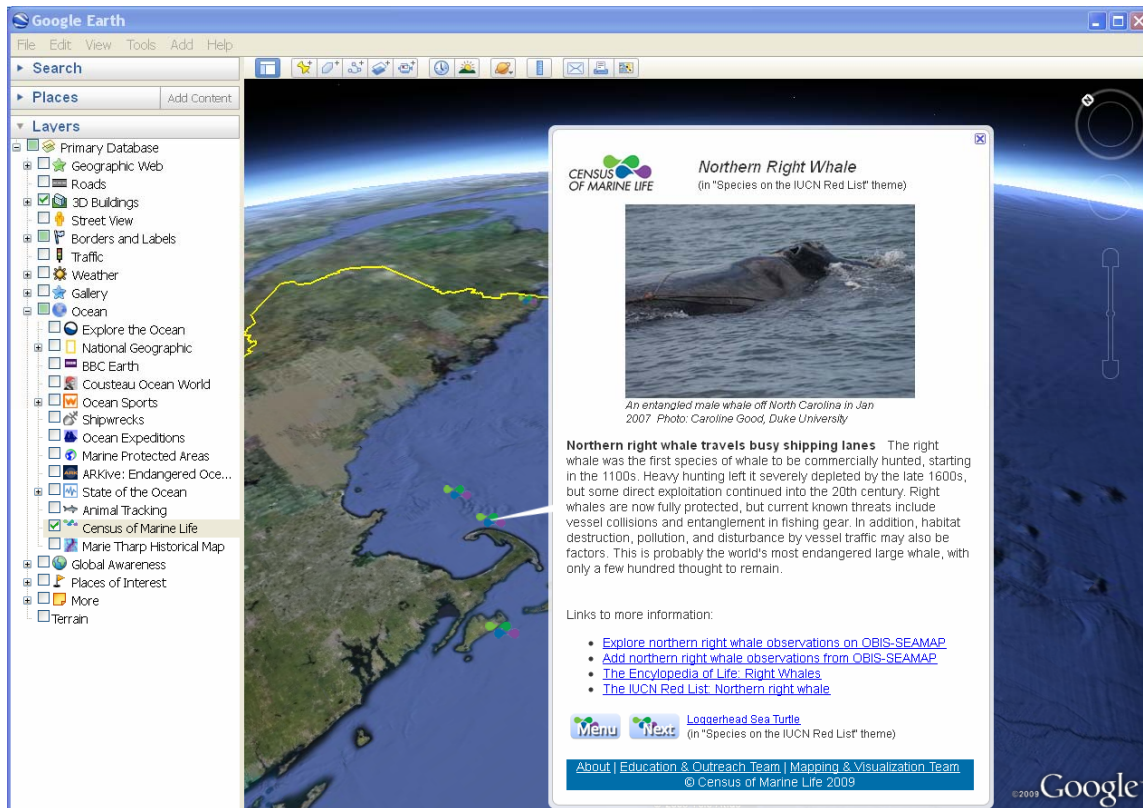 Google Earth
File Edit View Tools Add Help
Search
Places
Add Content
Layers
Primary Database
Geographic Web
Roads
3D Buildings
Street View
Borders and Labels
Traffic
Weather
Gallery
Ocean
Explore the Ocean
National Geographic
BBC Earth
Cousteau Ocean World
Ocean Sports
Shipwrecks
Ocean Expeditions
Marine Protected Areas
ARKive: Endangered Oce...
State of the Ocean
Animal Tracking
Census of Marine Life
Marie Tharp Historical Map
Global Awareness
Places of Interest
More
Terrain
CENSUS
OF MARINE LIFE
Northern Right Whale
(in "Species on the IUCN Red List" theme)
An entangled male whale off North Carolina in Jan
2007 Photo: Caroline Good, Duke University
Northern right whale travels busy shipping lanes The right
whale was the first species of whale to be commercially hunted, starting
in the 1100s. Heavy hunting left it severely depleted by the late 1600s,
but some direct exploitation continued into the 20th century. Right
whales are now fully protected, but current known threats include
vessel collisions and entanglement in fishing gear. In addition, habitat
destruction, pollution, and disturbance by vessel traffic may also be
factors. This is probably the world's most endangered large whale, with
only a few hundred thought to remain.
Links to more information:
Explore northern right whale observations on OBIS-SEAMAP
Add northern right whale observations from OBIS-SEAMAP
The Encylopedia of Life: Right Whales
The IUCN Red List: Northern right whale
Menu
Next
Loggerhead Sea Turtle
(in "Species on the IUCN Red List" theme)
About | Education & Outreach Team | Mapping & Visualization Team
© Census of Marine Life 2009
©2009 Google